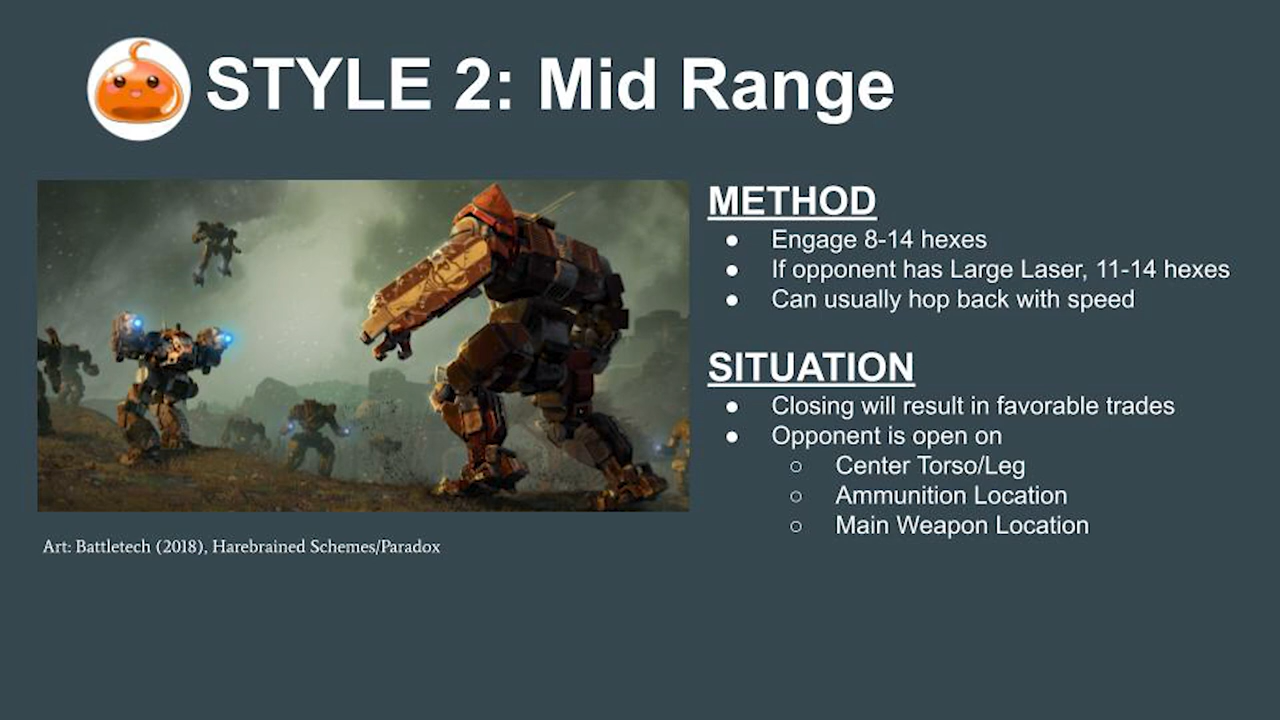 STYLE 2: Mid Range
METHOD
● Engage 8-14 hexes
● If opponent has Large Laser, 11-14 hexes
● Can usually hop back with speed
SITUATION
● Closing will result in favorable trades
● Opponent is open on
○ Center Torso/Leg
○ Ammunition Location
○ Main Weapon Location
Art: Battletech (2018), Harebrained Schemes/Paradox